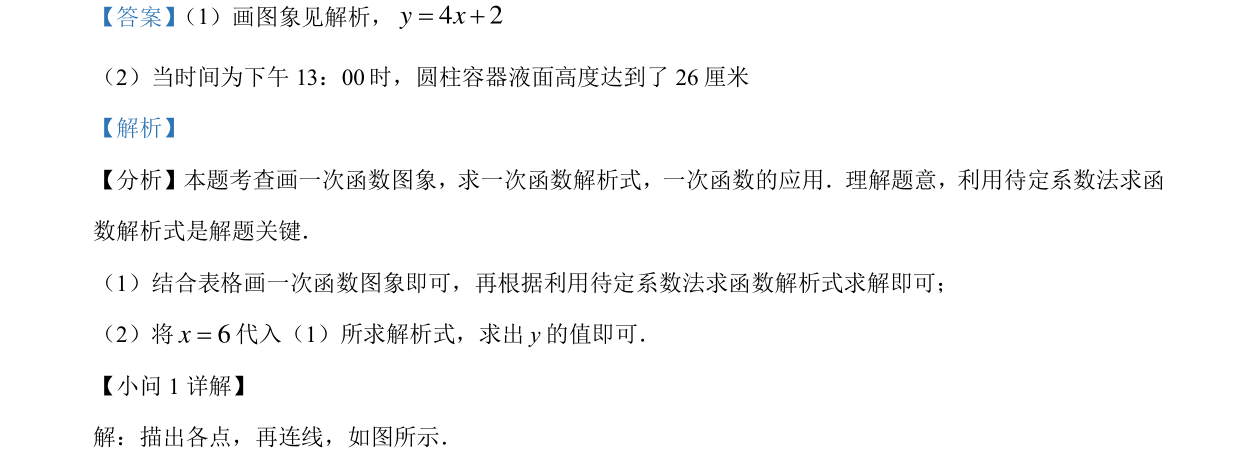 【答案】（1）画图象见解析， y＝4x＋2
（2）当时间为下午 13：00 时，圆柱容器液面高度达到了 26 厘米
【解析】
【分析】本题考查画一次函数图象，求一次函数解析式，一次函数的应用．理解题意，利用待定系数法求函
数解析式是解题关键．
（1）结合表格画一次函数图象即可，再根据利用待定系数法求函数解析式求解即可；
（2）将 x＝6 代入（1）所求解析式，求出 y 的值即可．
【小问 1 详解】
解：描出各点，再连线，如图所示．